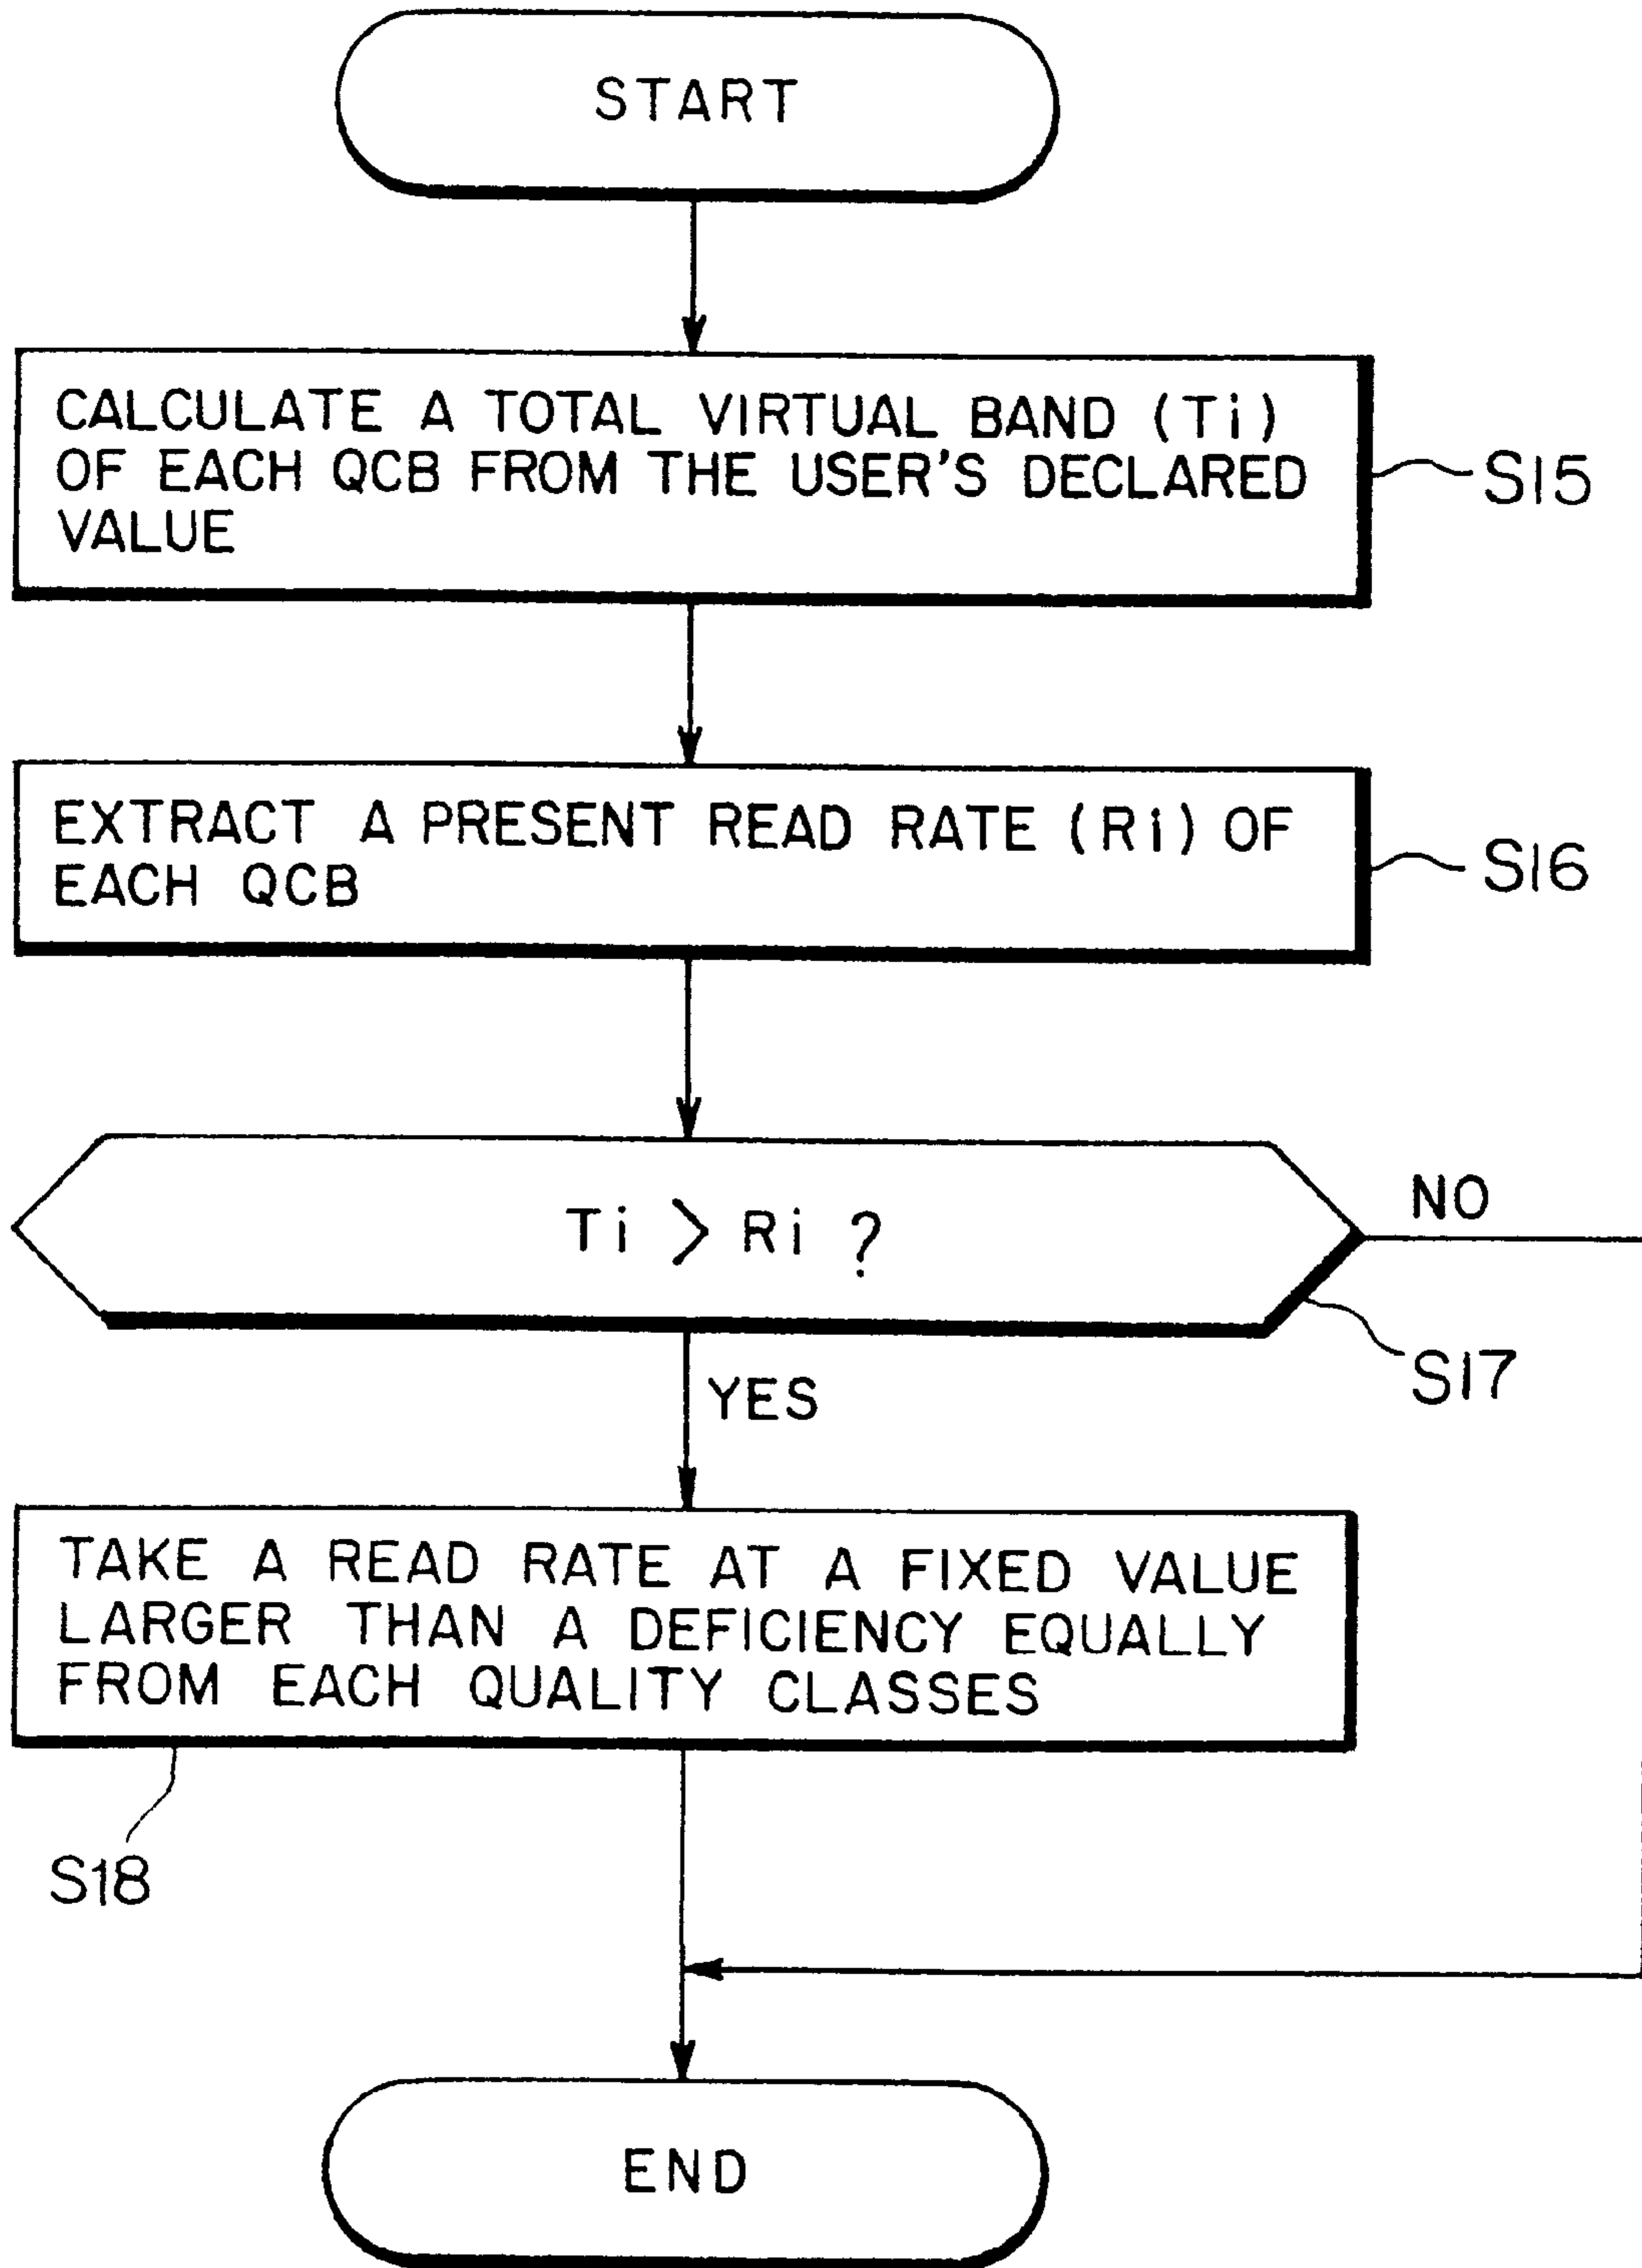 START
CALCULATE A TOTAL VIRTUAL BAND (Ti)
OF EACH QCB FROM THE USER'S DECLARED
VALUE
S15
EXTRACT A PRESENT READ RATE (Ri) OF
EACH QCB
S16
Ti > Ri ?
NO
S17
YES
TAKE A READ RATE AT A FIXED VALUE
LARGER THAN A DEFICIENCY EQUALLY
FROM EACH QUALITY CLASSES
S18
END